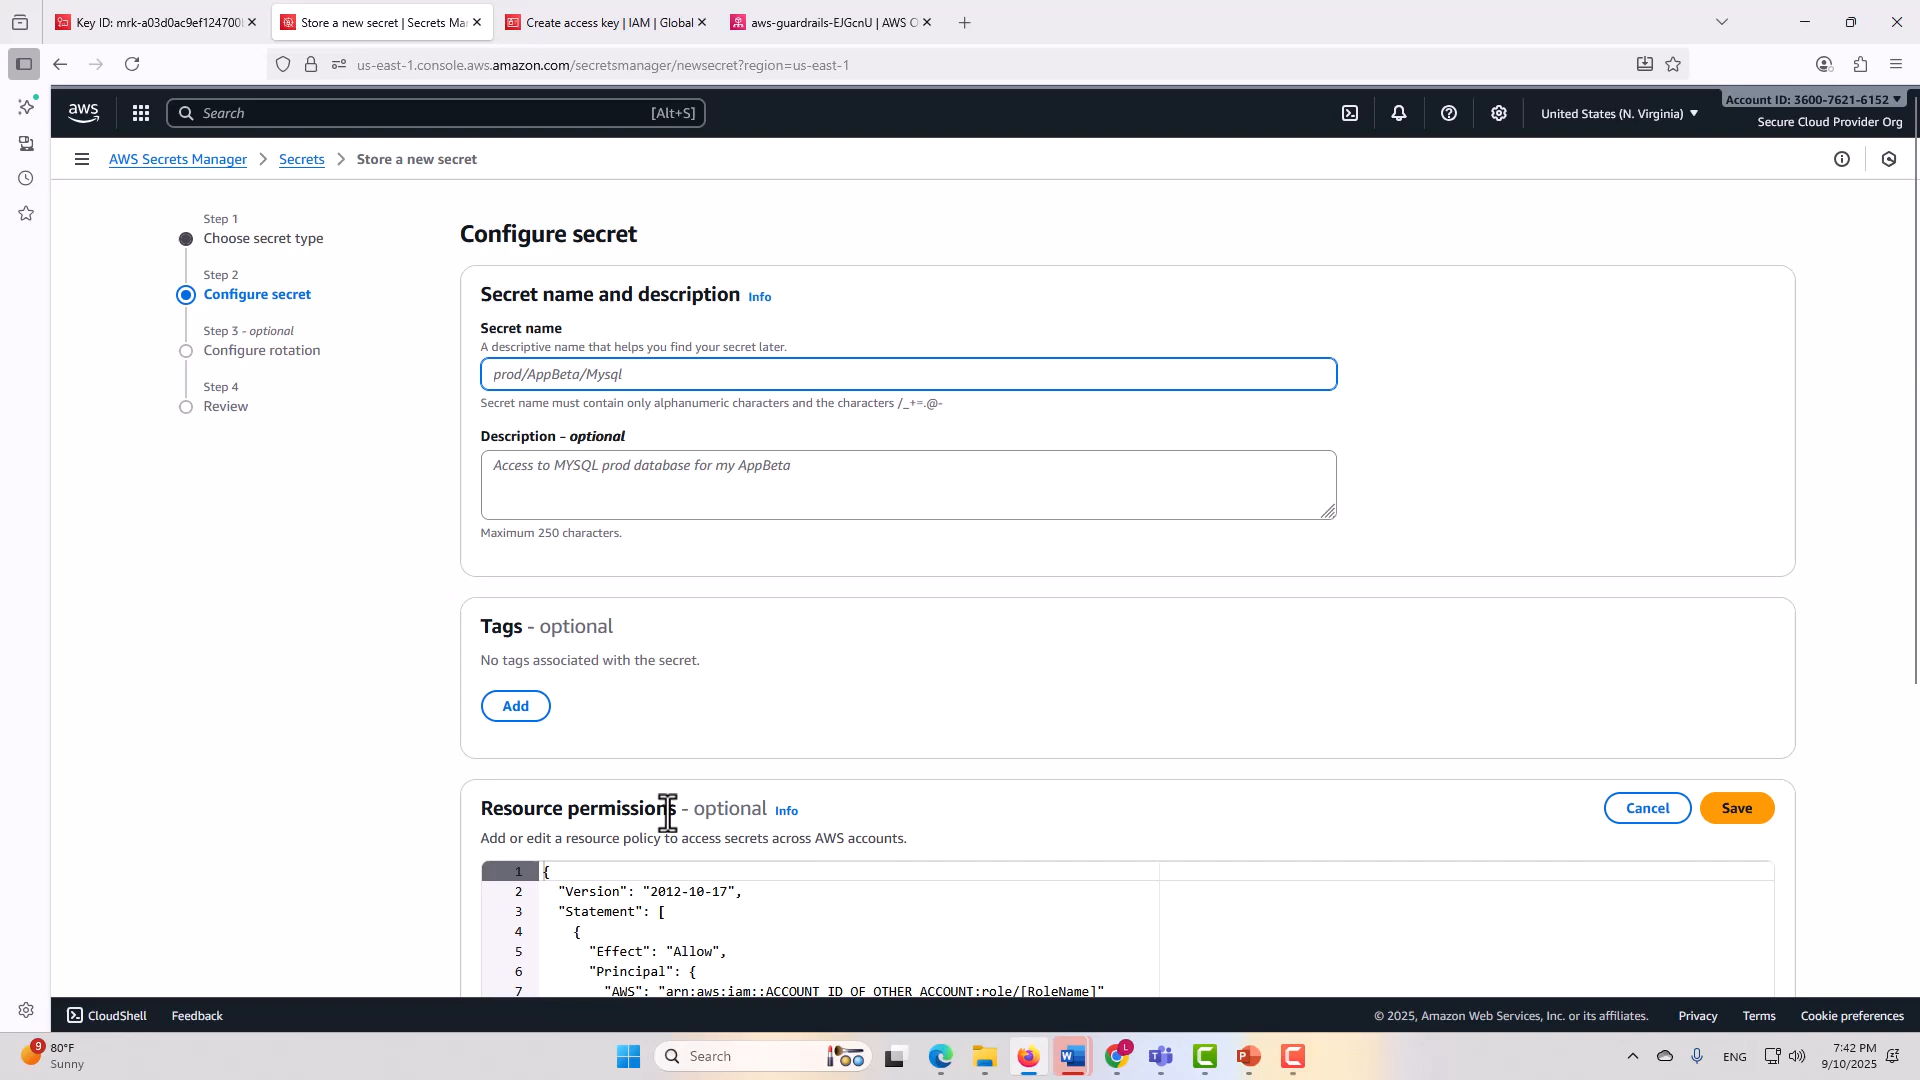 Key ID: mrk-a03d0ac9ef124700
Store a new secret | Secrets Ma
Create access key | IAM | Global
aws-guardrails-EJGcnU | AWS O
us-east-1.console.aws.amazon.com/secretsmanager/newsecret?region=us-east-1
aws
Search
[Alt+S]
United States (N. Virginia)
Account ID: 3600-7621-6152
Secure Cloud Provider Org
AWS Secrets Manager
Secrets
Store a new secret
Step 1
Choose secret type
Step 2
Configure secret
Step 3 - optional
Configure rotation
Step 4
Review
Configure secret
Secret name and description Info
Secret name
A descriptive name that helps you find your secret later.
prod/AppBeta/Mysql
Secret name must contain only alphanumeric characters and the characters /_+=.@-
Description - optional
Access to MYSQL prod database for my AppBeta
Maximum 250 characters.
Tags - optional
No tags associated with the secret.
Add
Resource permissions - optional Info
Cancel
Save
Add or edit a resource policy to access secrets across AWS accounts.
1 {
2 "Version": "2012-10-17",
3 "Statement": [
4 {
5 "Effect": "Allow",
6 "Principal": {
7 "AWS": "arn:aws:iam::ACCOUNT_ID_OF_OTHER_ACCOUNT:role/[RoleName]"
CloudShell
Feedback
© 2025, Amazon Web Services, Inc. or its affiliates.
Privacy
Terms
Cookie preferences
9
80°F
Sunny
Search
ENG
7:42 PM
9/10/2025